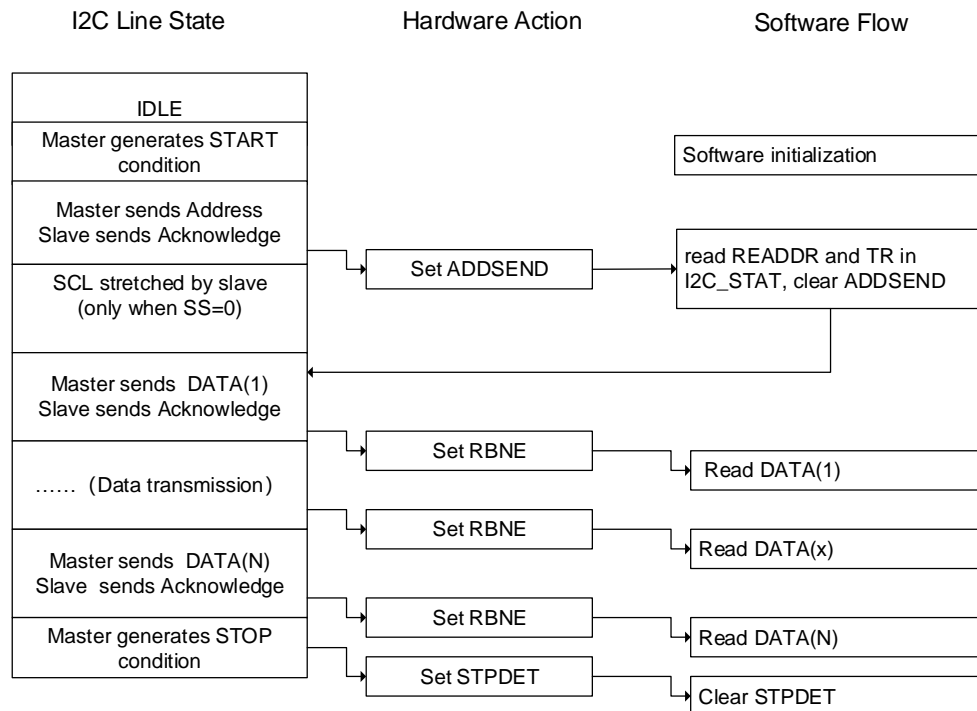 I2C Line State
Hardware Action
Software Flow
IDLE
Master generates START
condition
Software initialization
Master sends Address
Slave sends Acknowledge
Set ADDSEND
read READDR and TR in
I2C_STAT, clear ADDSEND
SCL stretched by slave
(only when SS=0)
Master sends DATA(1)
Slave sends Acknowledge
Set RBNE
Read DATA(1)
…… (Data transmission)
Set RBNE
Read DATA(x)
Master sends DATA(N)
Slave sends Acknowledge
Set RBNE
Read DATA(N)
Master generates STOP
condition
Set STPDET
Clear STPDET